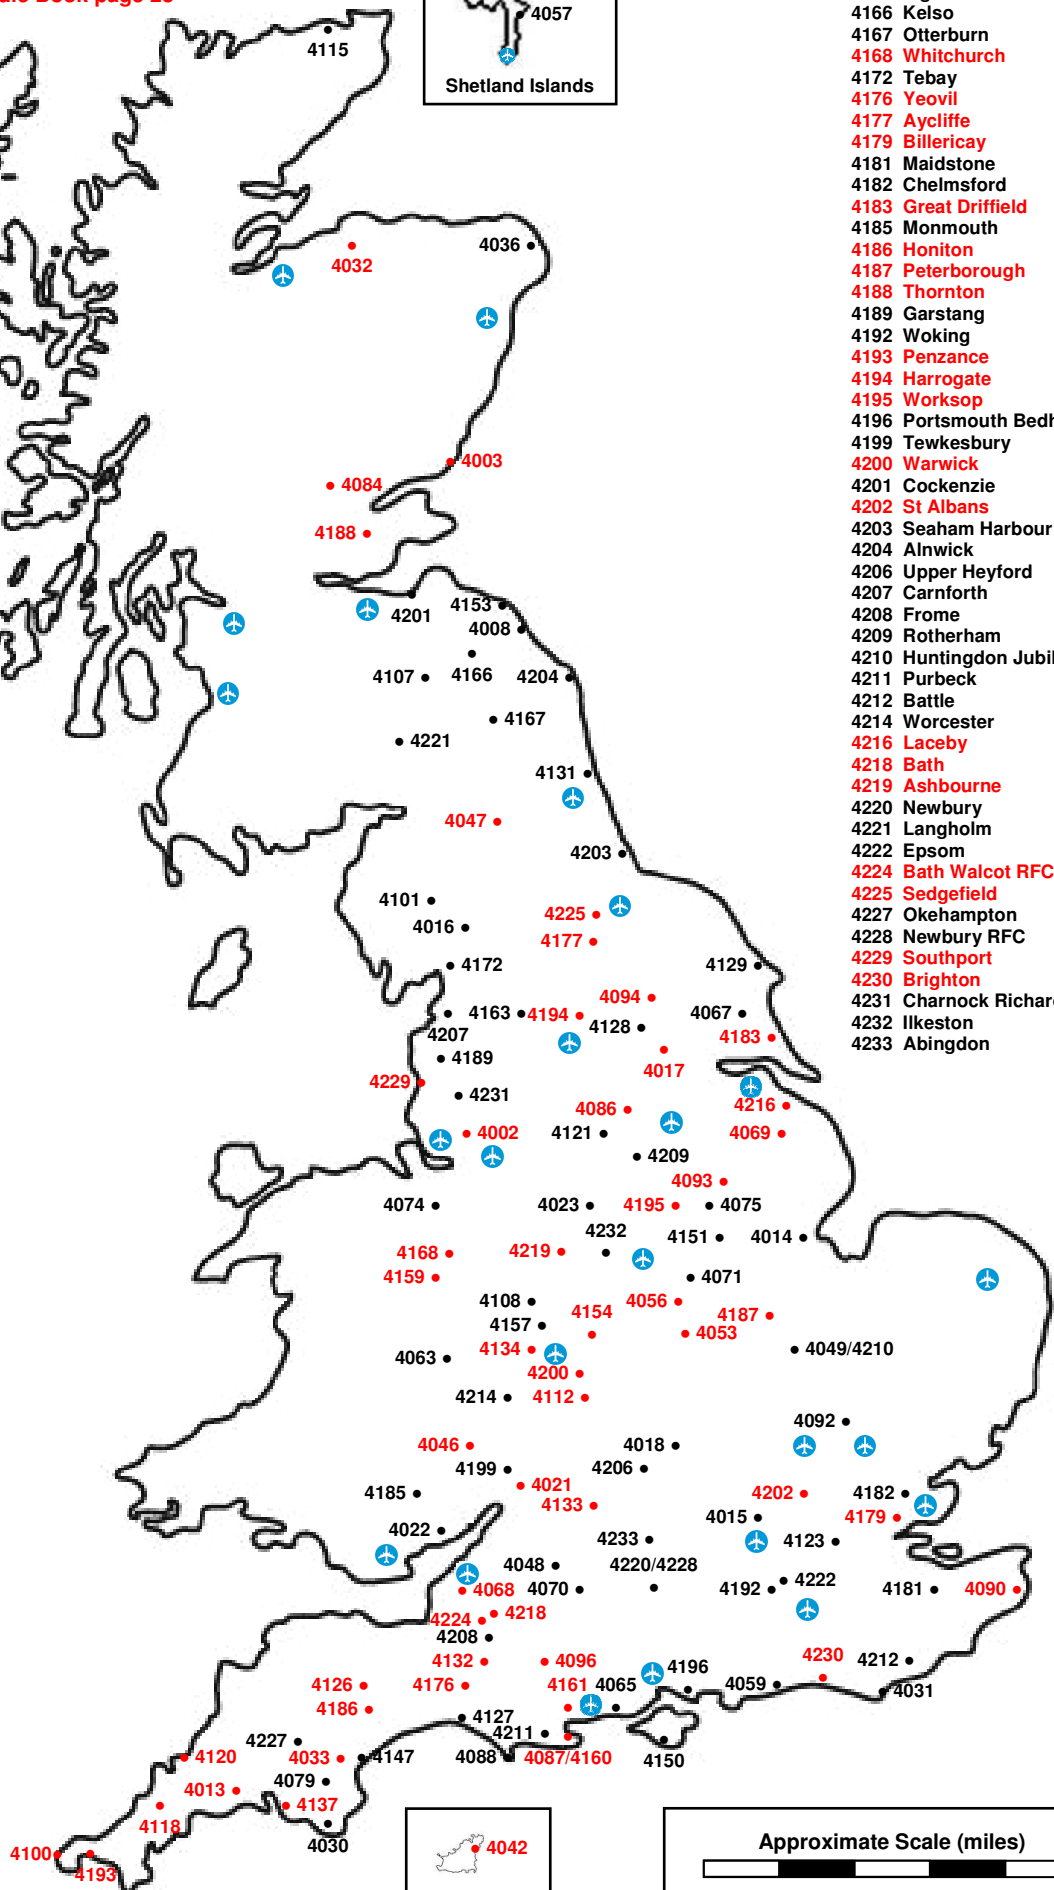 4057
Shetland Islands
4115
4036
4032
4003
4084
4188
4201
4153
4008
4166
4107
4204
4167
4221
4131
4047
4203
4101
4225
4016
4177
4172
4129
4094
4163
4194
4128
4067
4207
4183
4189
4017
4229
4231
4086
4216
4002
4121
4069
4209
4093
4074
4023
4195
4075
4232
4151
4014
4168
4219
4159
4071
4108
4056
4154
4187
4157
4053
4134
4049/4210
4063
4200
4214
4112
4092
4046
4018
4199
4206
4021
4185
4202
4182
4133
4015
4179
4022
4233
4123
4048
4220/4228
4068
4070
4192
4222
4181
4090
4218
4224
4208
4132
4096
4230
4212
4126
4176
4161
4065
4196
4059
4031
4186
4127
4211
4227
4033
4147
4088
4087/4160
4150
4120
4079
4013
4137
4118
4030
4100
4193
4042
Approximate Scale (miles)
4166 Kelso
4167 Otterburn
4168 Whitchurch
4172 Tebay
4176 Yeovil
4177 Aycliffe
4179 Billericay
4181 Maidstone
4182 Chelmsford
4183 Great Driffield
4185 Monmouth
4186 Honiton
4187 Peterborough
4188 Thornton
4189 Garstang
4192 Woking
4193 Penzance
4194 Harrogate
4195 Worksop
4196 Portsmouth
4199 Tewkesbury
4200 Warwick
4201 Cockenzie
4202 St Albans
4203 Seaham Harbour
4204 Alnwick
4206 Upper Heyford
4207 Carnforth
4208 Frome
4209 Rotherham
4210 Huntingdon
4211 Purbeck
4212 Battle
4214 Worcester
4216 Laceby
4218 Bath
4219 Ashbourne
4220 Newbury
4221 Langholm
4222 Epsom
4224 Bath Walcot RFC
4225 Sedgefield
4227 Okehampton
4228 Newbury RFC
4229 Southport
4230 Brighton
4231 Charnock
4232 Ilkeston
4233 Abingdon